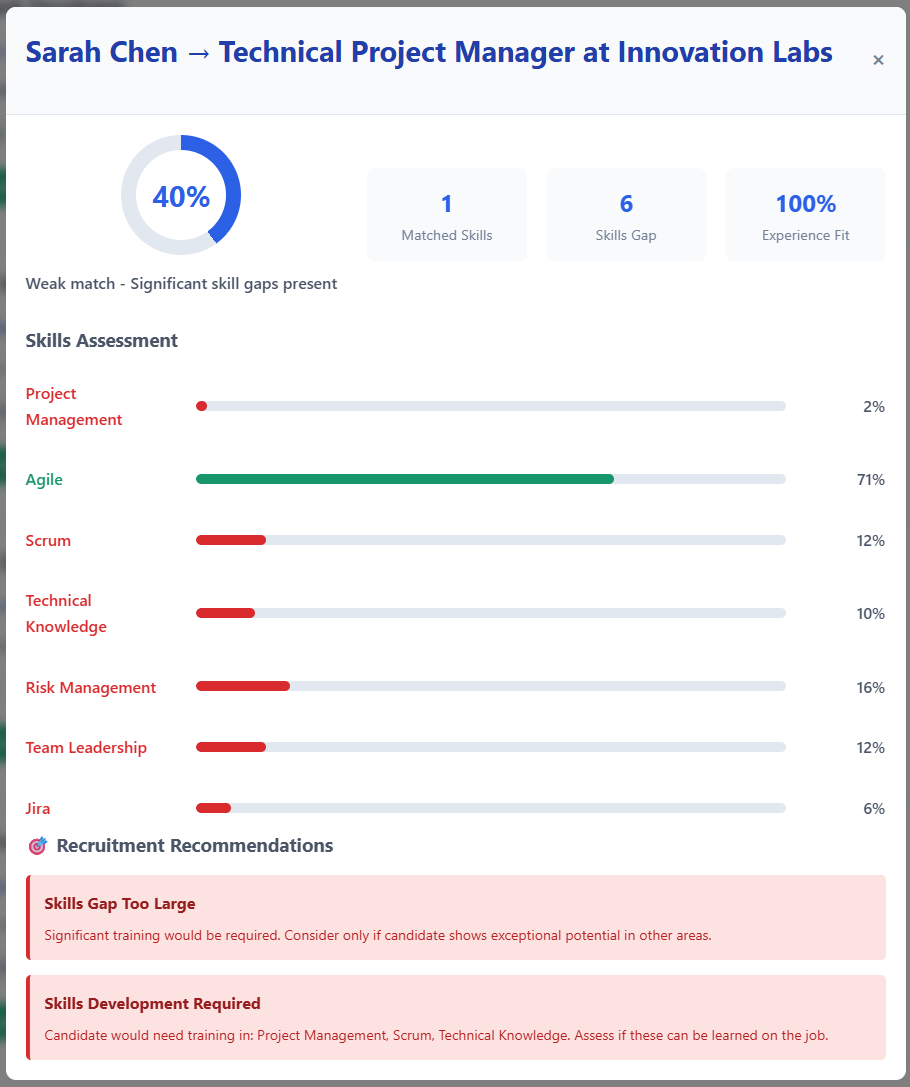 Sarah Chen → Technical Project Manager at Innovation Labs
×
40%
Weak match - Significant skill gaps present
1
Matched Skills
6
Skills Gap
100%
Experience Fit
Skills Assessment
Project
Management
2%
Agile
71%
Scrum
12%
Technical
Knowledge
10%
Risk Management
16%
Team Leadership
12%
Jira
6%
🎯 Recruitment Recommendations
Skills Gap Too Large
Significant training would be required. Consider only if candidate shows exceptional potential in other areas.
Skills Development Required
Candidate would need training in: Project Management, Scrum, Technical Knowledge. Assess if these can be learned on the job.